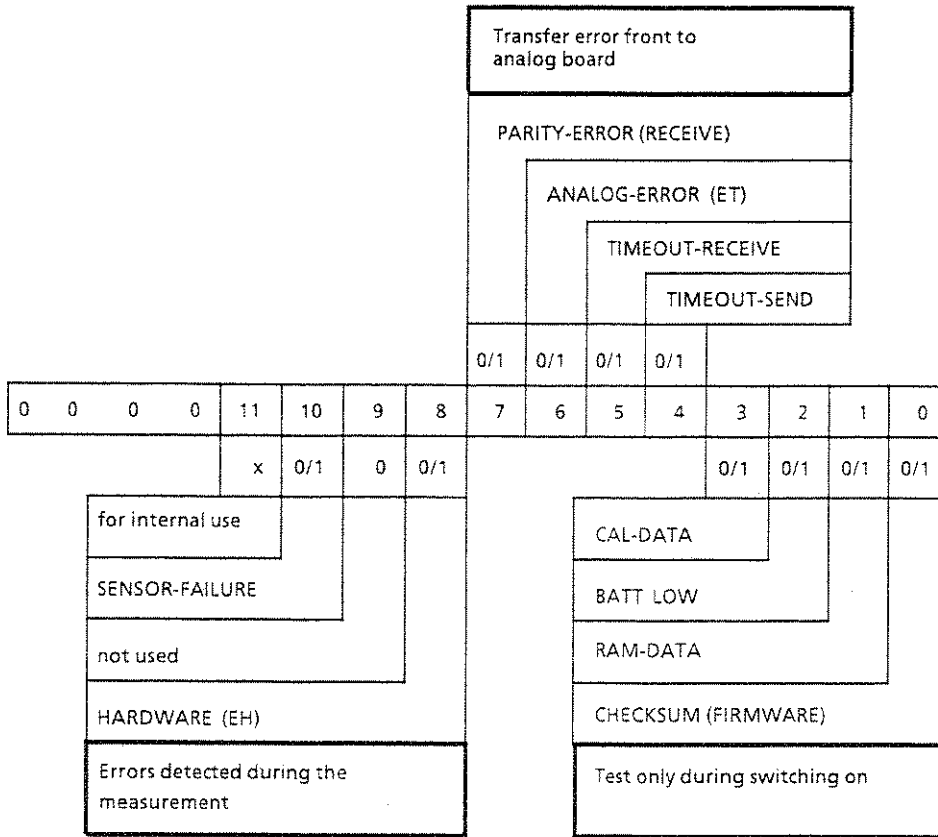 Transfer error front to
analog board
PARITY-ERROR (RECEIVE)
ANALOG-ERROR (ET)
TIMEOUT-RECEIVE
TIMEOUT-SEND
0/1 0/1 0/1 0/1
0 0 0 0 11 10 9 8 7 6 5 4 3 2 1 0
x 0/1 0 0/1 0/1 0/1 0/1 0/1
for internal use
SENSOR-FAILURE
not used
HARDWARE (EH)
Errors detected during the
measurement
CAL-DATA
BATT LOW
RAM-DATA
CHECKSUM (FIRMWARE)
Test only during switching on